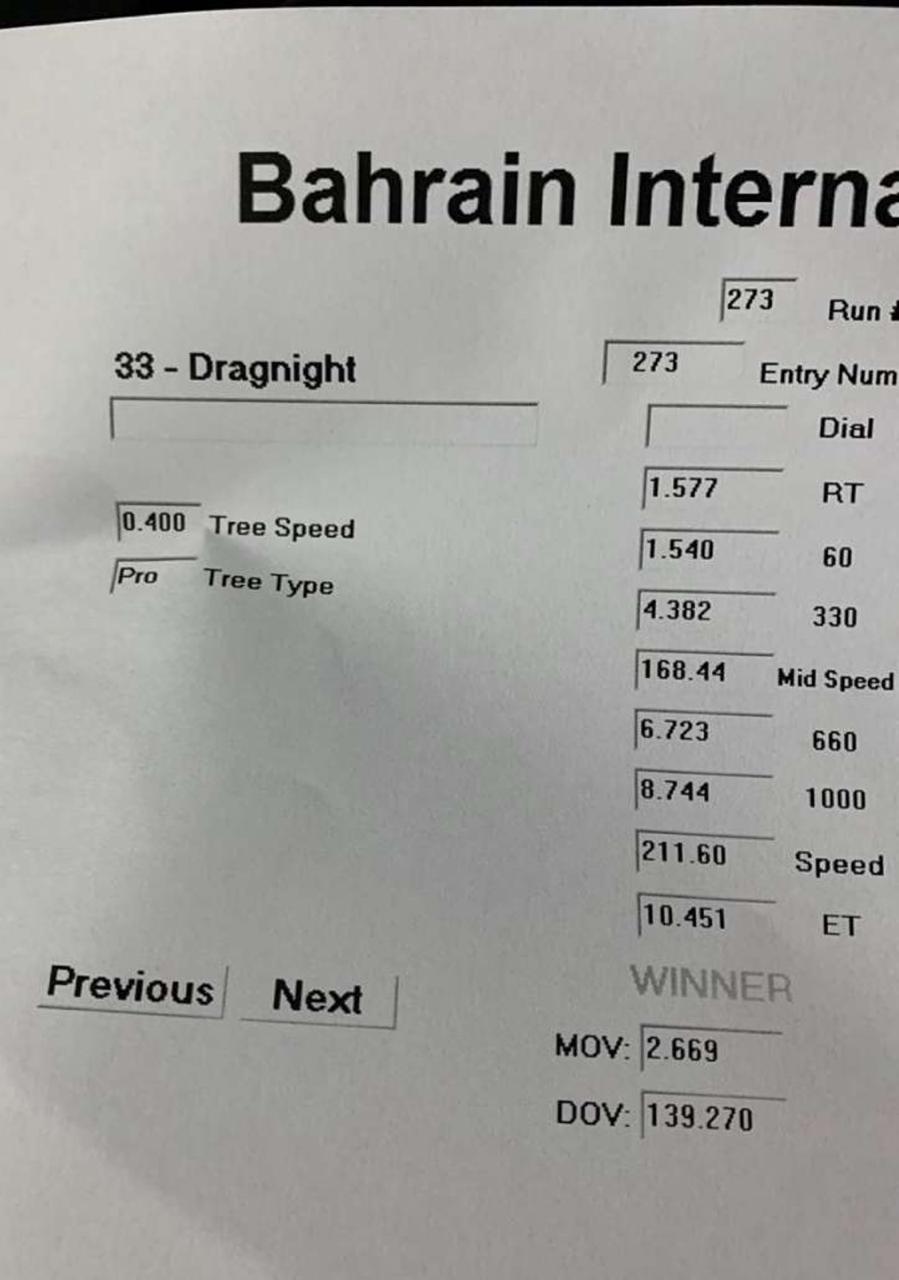 Bahrain Interna
273 Run #
33 - Dragnight
273 Entry Num
Dial
1.577 RT
0.400 Tree Speed
1.540 60
Pro Tree Type
4.382 330
168.44 Mid Speed
6.723 660
8.744 1000
211.60 Speed
10.451 ET
Previous Next
WINNER
MOV: 2.669
DOV: 139.270